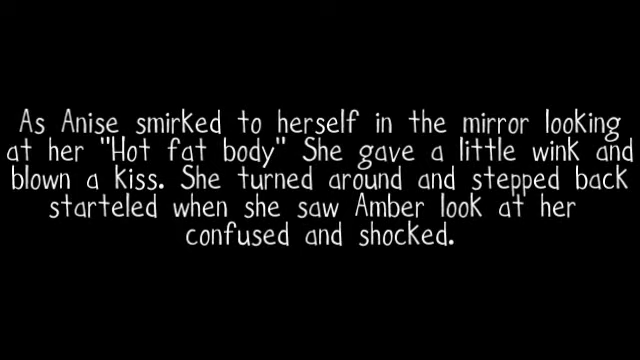 As Anise smirked to herself in the mirror looking
at her "Hot fat body" She gave a little wink and
blown a kiss. She turned around and stepped back
starteled when she saw Amber look at her
confused and shocked.